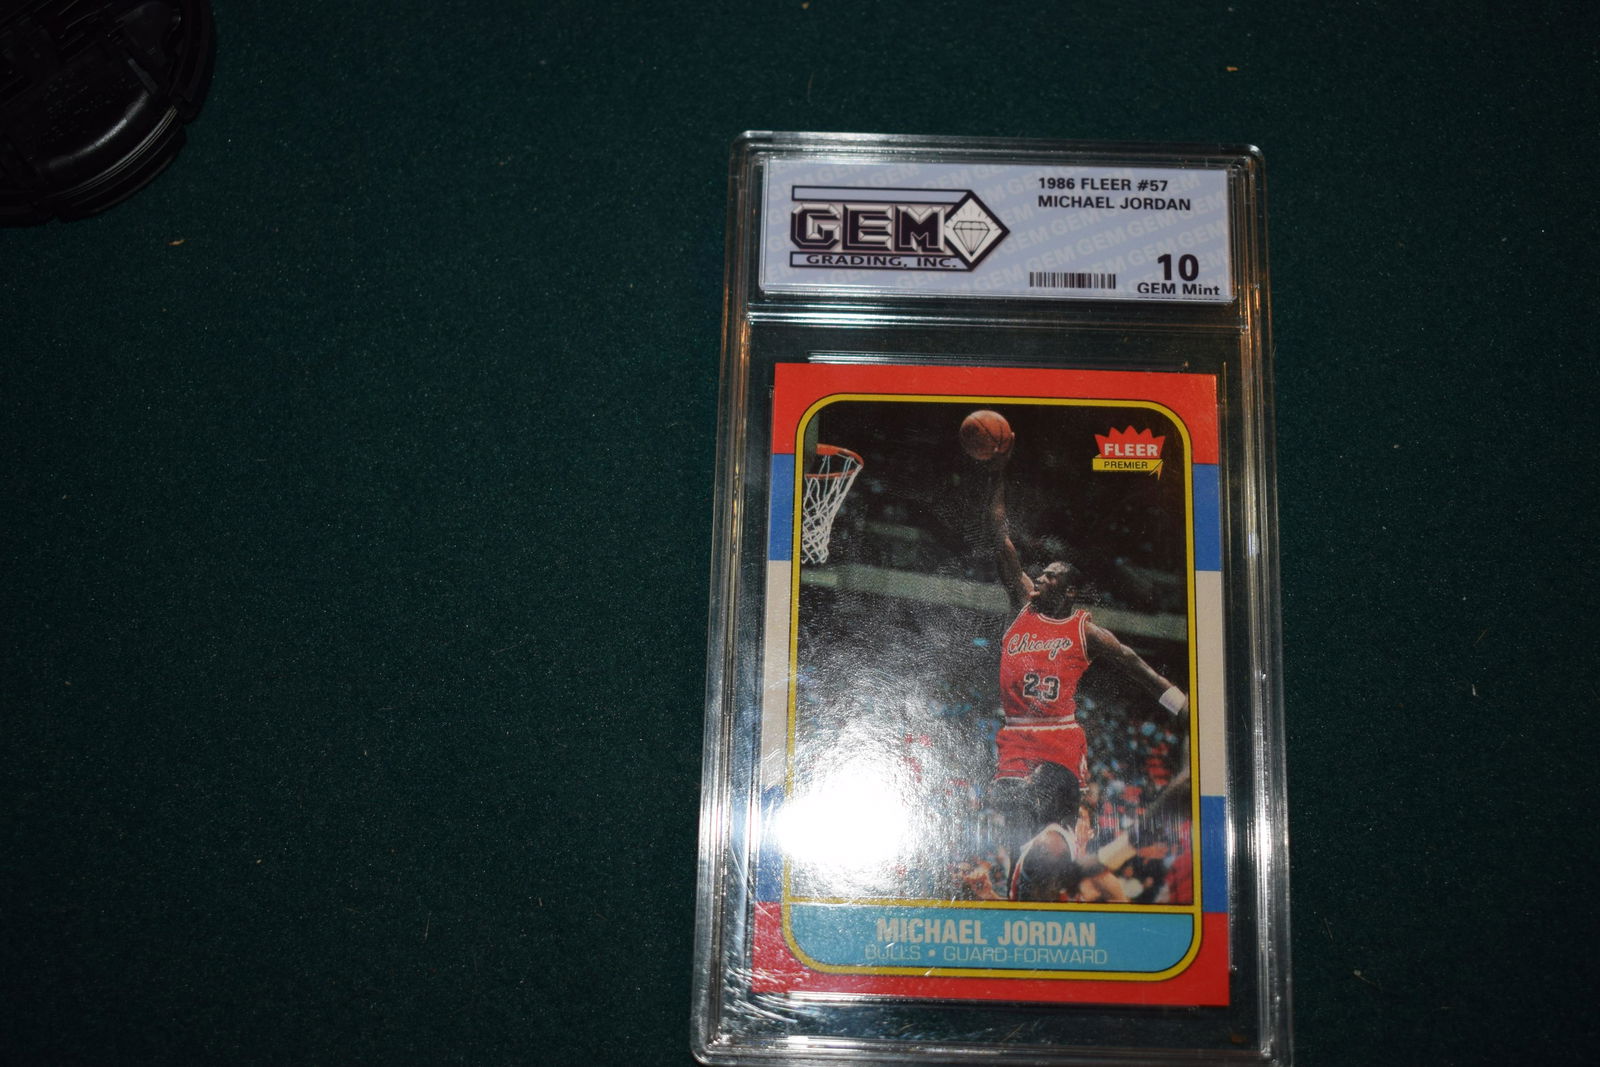 1986 FLEER #57
MICHAEL JORDAN
GEM
GRADING, INC.
10
GEM Mint
FLEER
PREMIER
Chicago
23
MICHAEL JORDAN
BULLS • GUARD-FORWARD